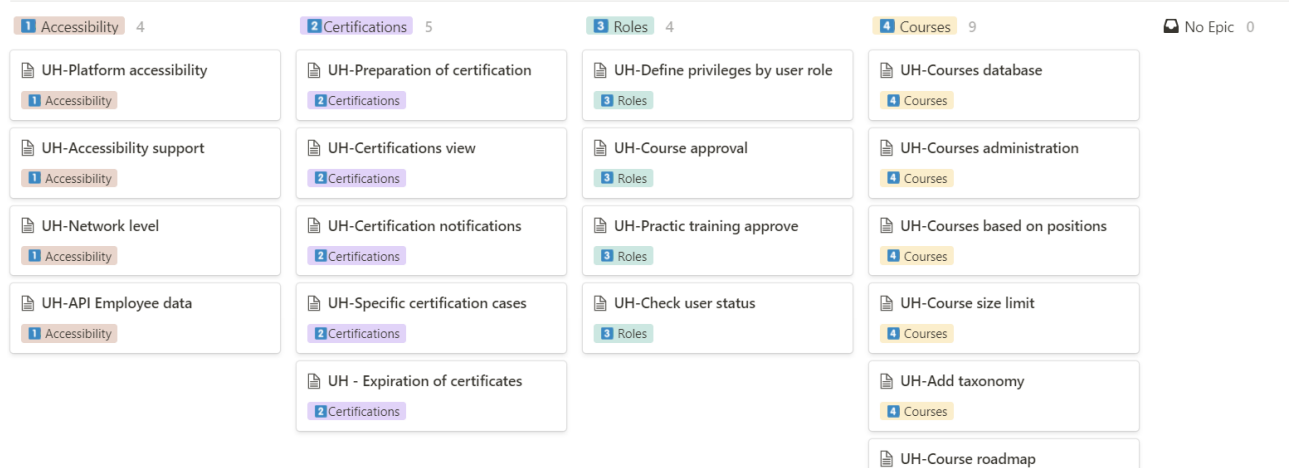 1 Accessibility 4
UH-Platform accessibility
1 Accessibility
UH-Accessibility support
1 Accessibility
UH-Network level
1 Accessibility
UH-API Employee data
1 Accessibility
2 Certifications 5
UH-Preparation of certification
2 Certifications
UH-Certifications view
2 Certifications
UH-Certification notifications
2 Certifications
UH-Specific certification cases
2 Certifications
UH - Expiration of certificates
2 Certifications
3 Roles 4
UH-Define privileges by user role
3 Roles
UH-Course approval
3 Roles
UH-Practic training approve
3 Roles
UH-Check user status
3 Roles
4 Courses 9
UH-Courses database
4 Courses
UH-Courses administration
4 Courses
UH-Courses based on positions
4 Courses
UH-Course size limit
4 Courses
UH-Add taxonomy
4 Courses
UH-Course roadmap
No Epic 0